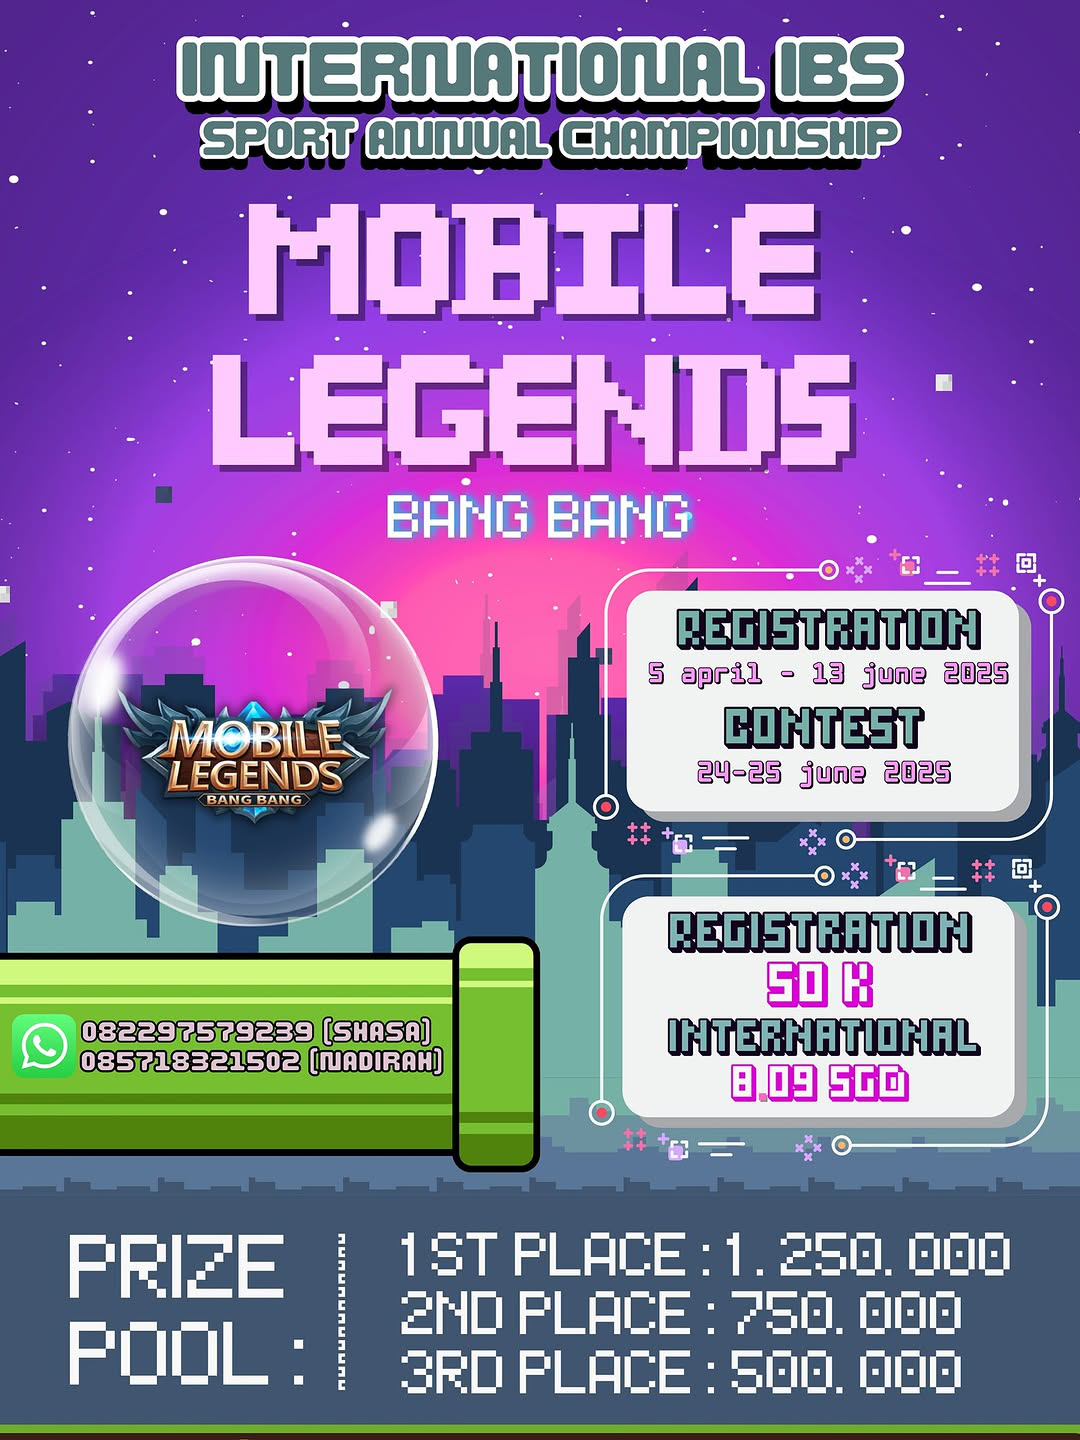 INTERNATIONAL IBS
SPORT ANNUAL CHAMPIONSHIP
MOBILE
LEGENDS
BANG BANG
MOBILE
LEGENDS
BANG BANG
REGISTRATION
5 april - 13 june 2025
CONTEST
24-25 june 2025
REGISTRATION
50 K
INTERNATIONAL
8.09 SGD
082297579239 (SHASA)
085718321502 (NADIRAH)
PRIZE
POOL :
1ST PLACE : 1.250.000
2ND PLACE : 750.000
3RD PLACE : 500.000